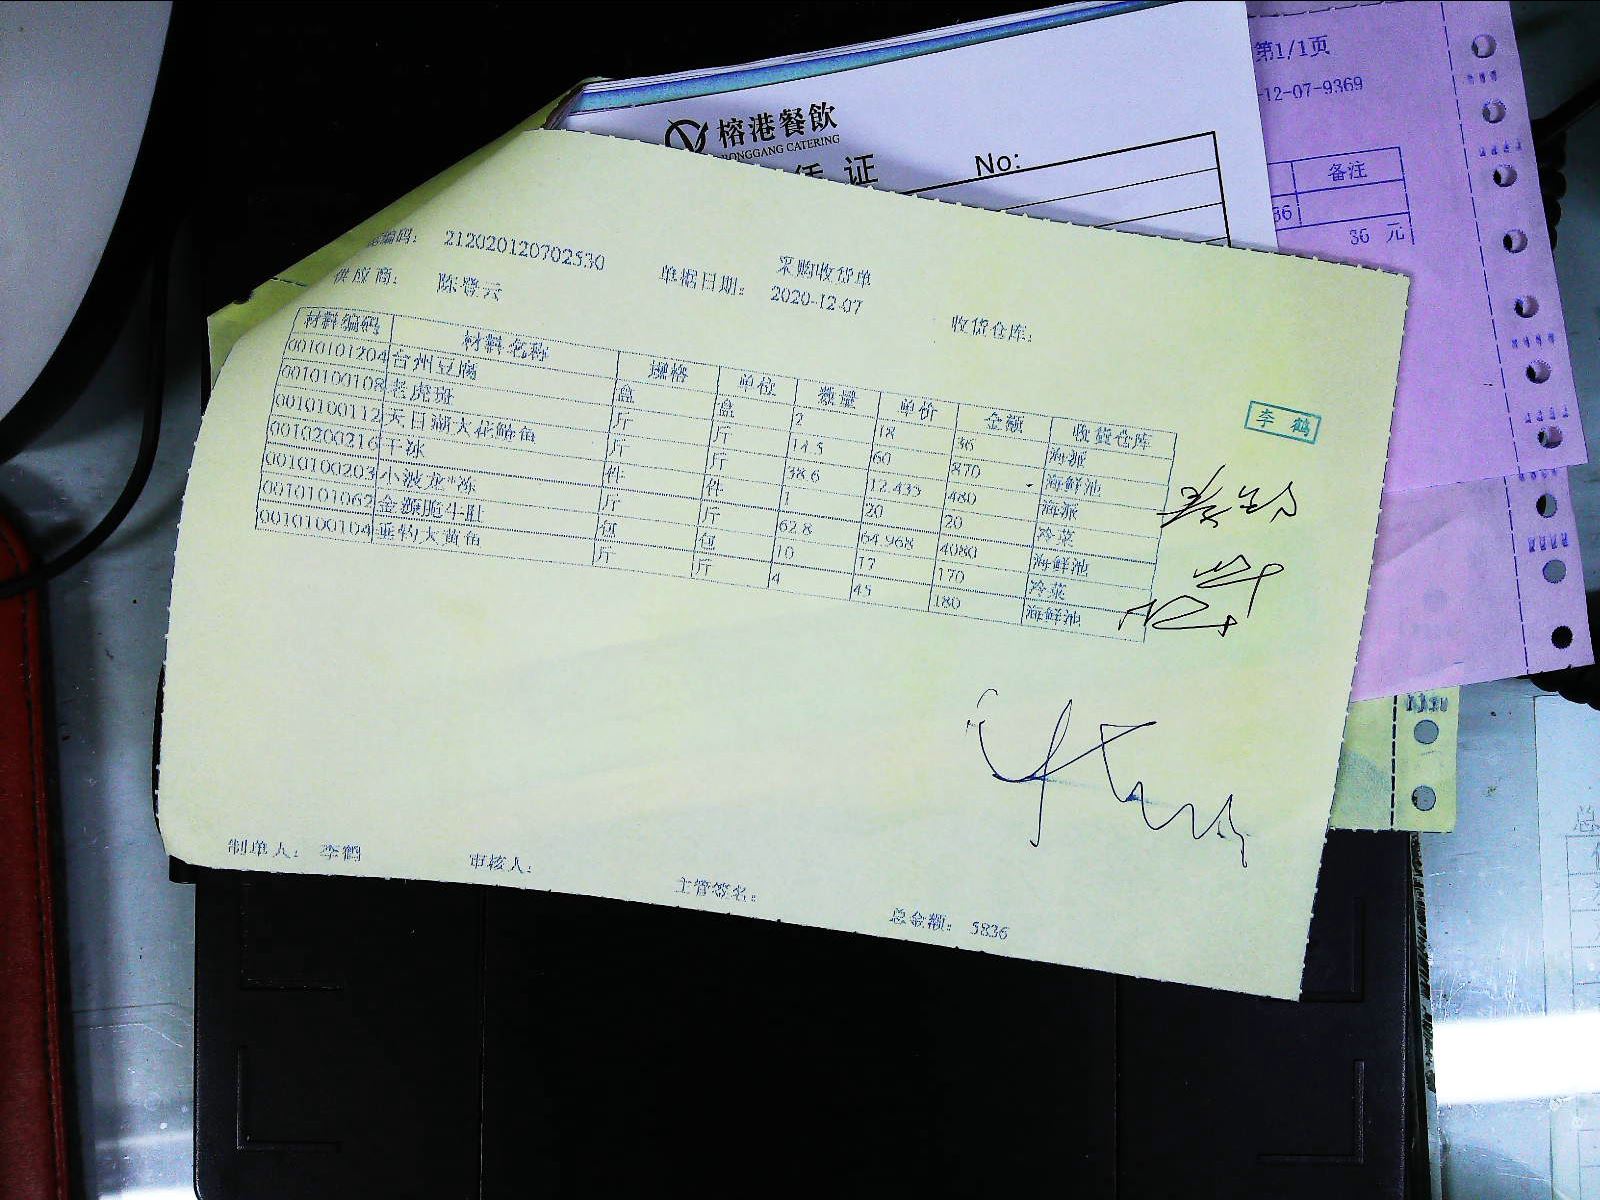 第1/1页
-12-07-9369
备注
36
36 元
榕港餐飲
RONGGANG CATERING
凭 证 No:
采购收货单
编码: 212020120702530 单据日期: 2020-12-07 收货仓库:
供应商: 陈登云
材料编码 材料名称 规格 单位 数量 单价 金额 收货仓库
0010101204 台州豆腐 盘 盘 2 18 36 海派
0010100108 老虎斑 斤 斤 14.5 60 870 海鲜池
0010100112 天目湖大花鲢鱼 斤 斤 38.6 12.435 480 海派
0010200216 干冰 件 件 1 20 20 冷菜
0010100203 小波龙*冻 斤 斤 62.8 64.968 4080 海鲜池
0010101062 金源脆牛肚 包 包 10 17 170 冷菜
0010100104 垂钓大黄鱼 斤 斤 4 45 180 海鲜池
李 鹤
制单人: 李鹤 审核人: 主管签名: 总金额: 5836